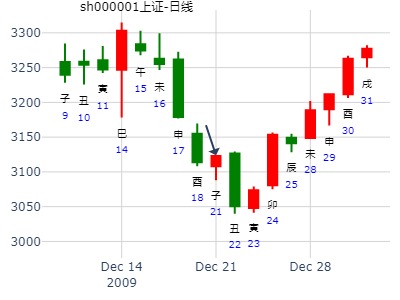 sh000001上证-日线
3300
3250
3200
3150
3100
3050
3000
子
9
丑
10
寅
11
巳
14
午
15
未
16
申
17
酉
18
子
21
丑
22
寅
23
卯
24
辰
25
未
28
申
29
酉
30
戌
31
Dec 14
2009
Dec 21
Dec 28